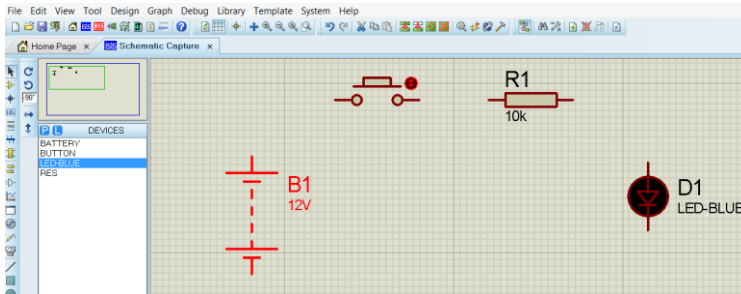 File Edit View Tool Design Graph Debug Library Template System Help
Home Page × Schematic Capture ×
-90°
P L DEVICES
BATTERY
BUTTON
LED-BLUE
RES
R1
10k
B1
12V
D1
LED-BLUE